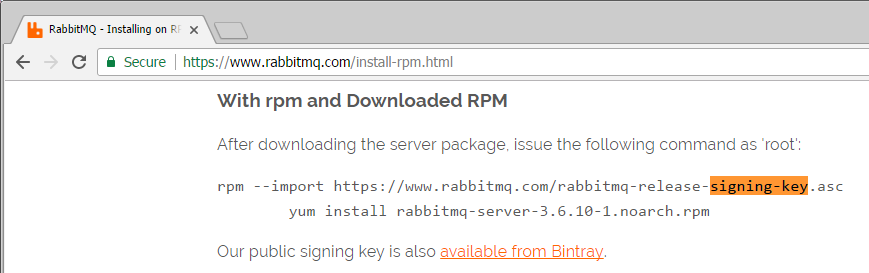 RabbitMQ - Installing on RP
Secure https://www.rabbitmq.com/install-rpm.html
With rpm and Downloaded RPM
After downloading the server package, issue the following command as 'root':
rpm --import https://www.rabbitmq.com/rabbitmq-release-signing-key.asc
yum install rabbitmq-server-3.6.10-1.noarch.rpm
Our public signing key is also available from Bintray.